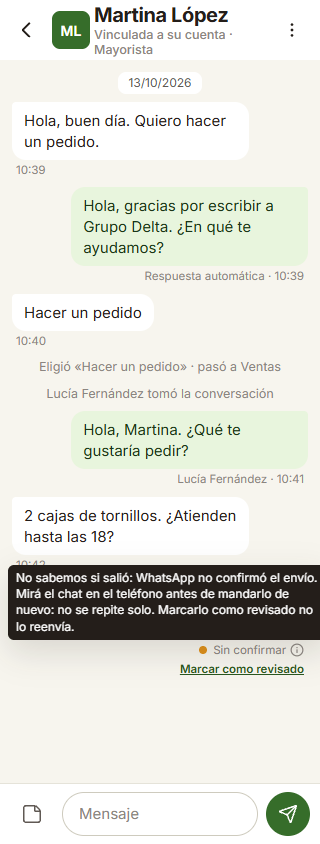 Martina López
ML
Vinculada a su cuenta ·
Mayorista
13/10/2026
Hola, buen día. Quiero hacer
un pedido.
10:39
Hola, gracias por escribir a
Grupo Delta. ¿En qué te
ayudamos?
Respuesta automática · 10:39
Hacer un pedido
10:40
Eligió «Hacer un pedido» · pasó a Ventas
Lucía Fernández tomó la conversación
Hola, Martina. ¿Qué te
gustaría pedir?
Lucía Fernández · 10:41
2 cajas de tornillos. ¿Atienden
hasta las 18?
10:42
No sabemos si salió: WhatsApp no confirmó el envío.
Mirá el chat en el teléfono antes de mandarlo de
nuevo: no se repite solo. Marcarlo como revisado no
lo reenvía.
Sin confirmar
Marcar como revisado
Mensaje